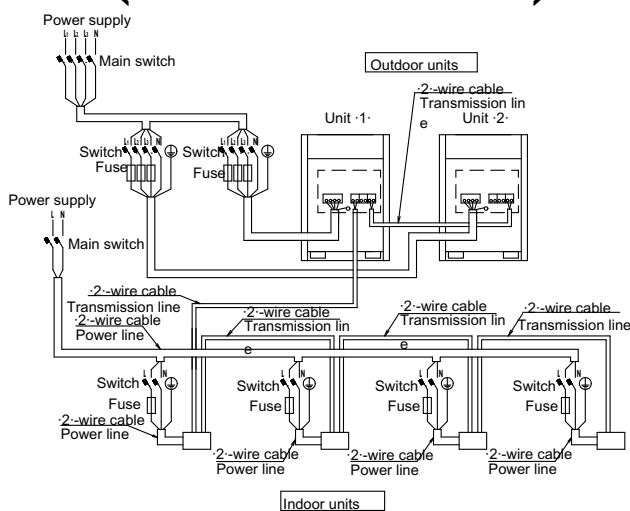 Power supply
L₁ L₂ L₃ N
Main switch
Outdoor units
·2·-wire cable
Transmission lin
e
Unit ·1·
Unit ·2·
L₁ L₂ L₃ N
L₁ L₂ L₃ N
Switch
Switch
Fuse
Fuse
Power supply
L N
Main switch
·2·-wire cable
Transmission line
·2·-wire cable
Power line
·2·-wire cable
Transmission lin
e
·2·-wire cable
Transmission lin
e
·2·-wire cable
Transmission line
L N
L N
L N
L N
Switch
Switch
Switch
Switch
Fuse
Fuse
Fuse
Fuse
·2·-wire cable
Power line
·2·-wire cable
Power line
·2·-wire cable
Power line
·2·-wire cable
Power line
Indoor units